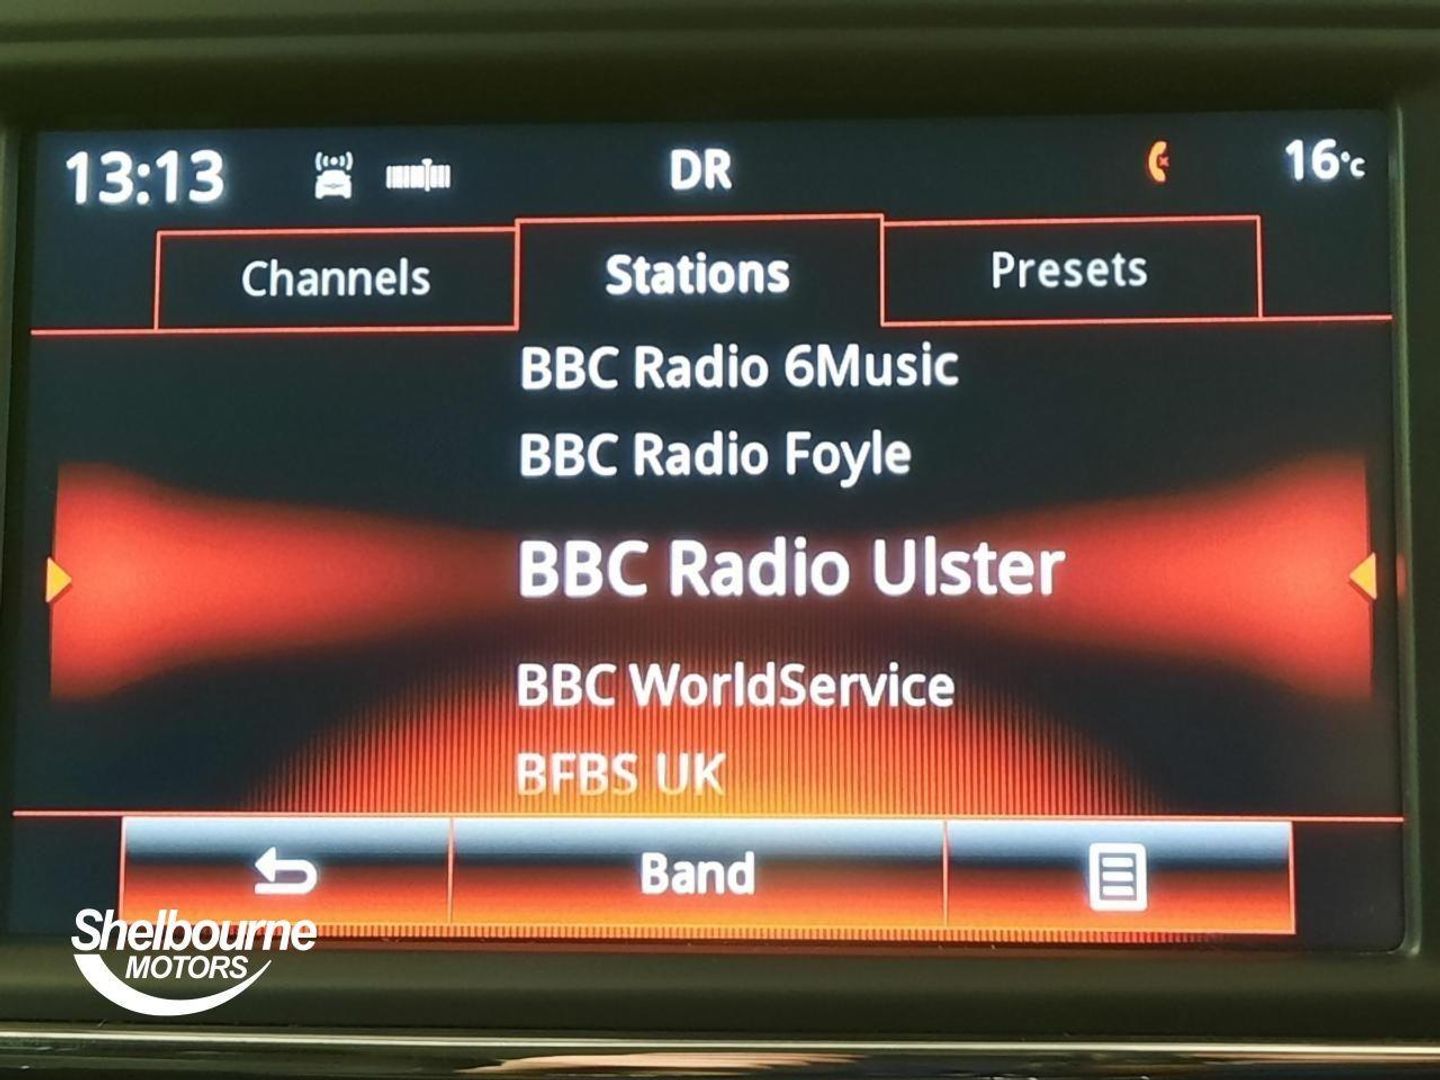 13:13 DR 16°c
Channels Stations Presets
BBC Radio 6Music
BBC Radio Foyle
BBC Radio Ulster
BBC WorldService
BFBS UK
Band
Shelbourne
MOTORS